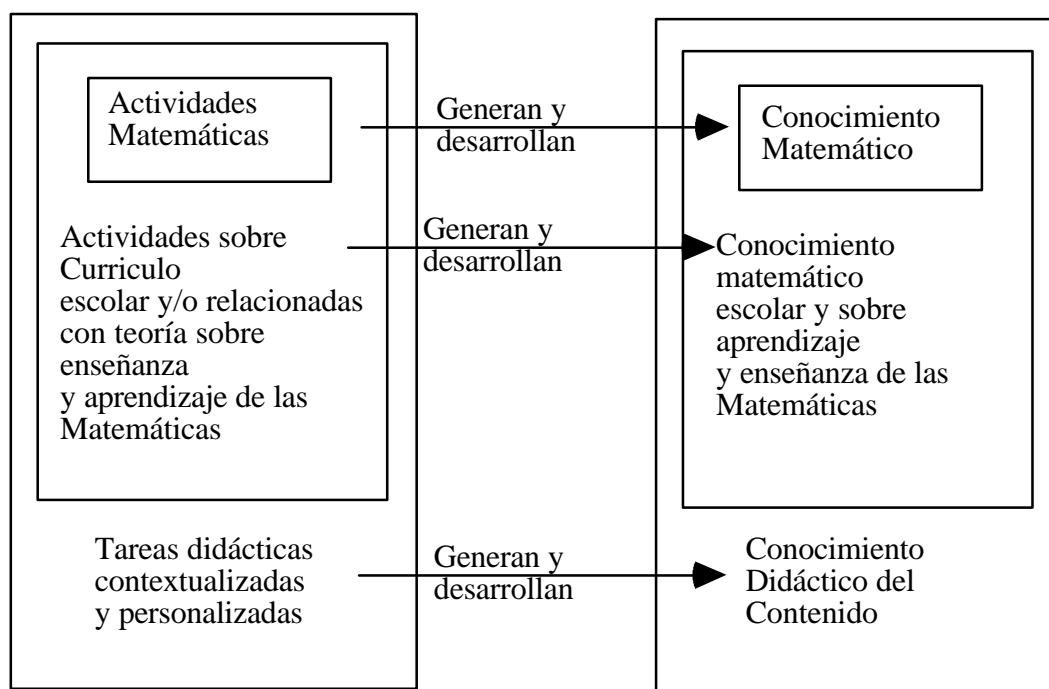 Actividades
Matemáticas
Generan y
desarrollan
Conocimiento
Matemático
Actividades sobre
Curriculo
escolar y/o relacionadas
con teoría sobre
enseñanza
y aprendizaje de las
Matemáticas
Generan y
desarrollan
Conocimiento
matemático
escolar y sobre
aprendizaje
y enseñanza de las
Matemáticas
Tareas didácticas
contextualizadas
y personalizadas
Generan y
desarrollan
Conocimiento
Didáctico del
Contenido